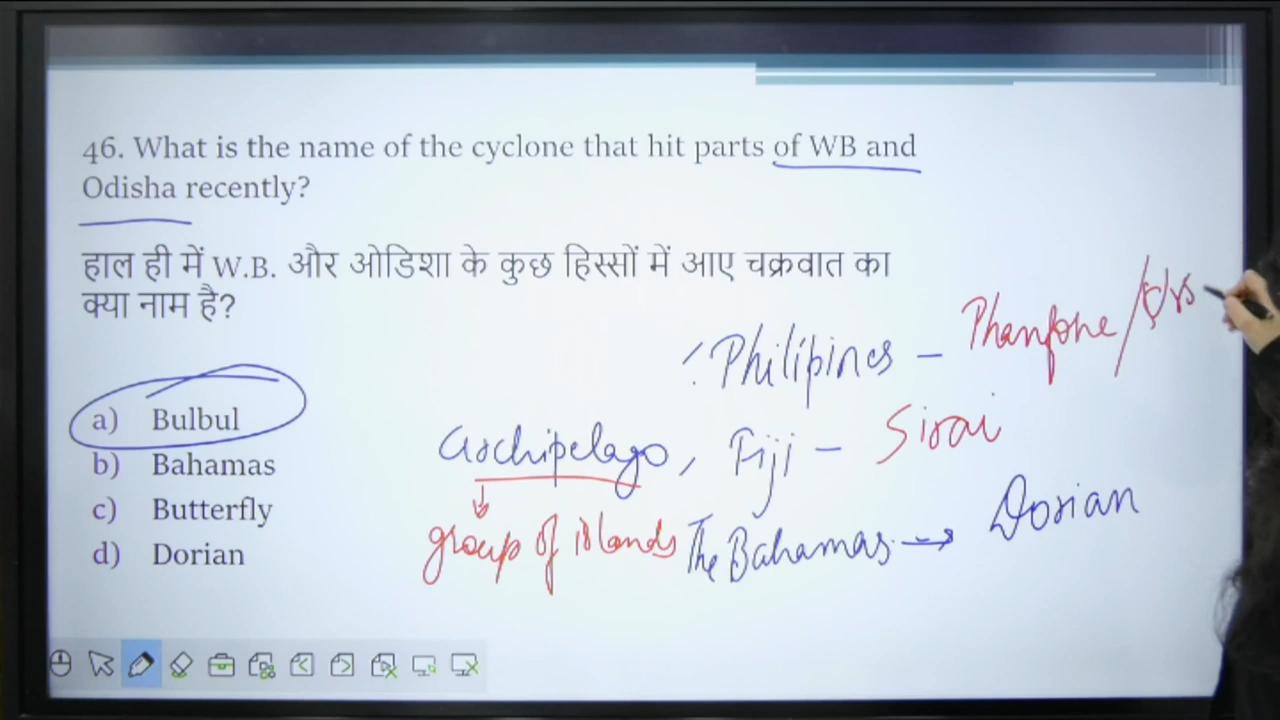 46. What is the name of the cyclone that hit parts of WB and
Odisha recently?
हाल ही में W.B. और ओडिशा के कुछ हिस्सों में आए चक्रवात का
क्या नाम है?
a) Bulbul
b) Bahamas
c) Butterfly
d) Dorian
Philipines – Phanfone /
Archipelago, Fiji – Sirai
group of islands The Bahamas → Dorian